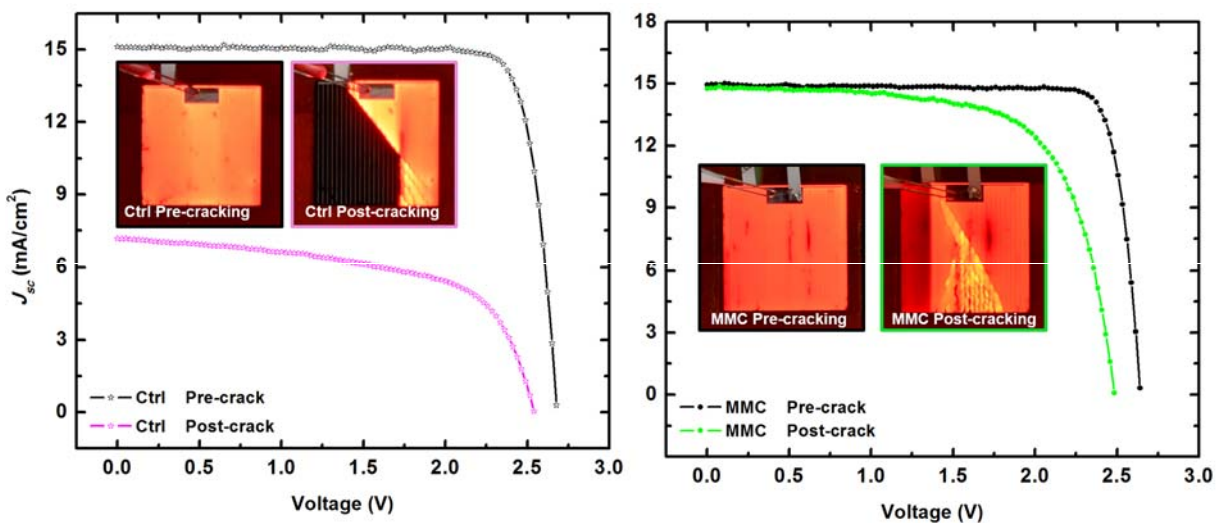 15
12
9
6
3
0
J_sc (mA/cm²)
Ctrl Pre-cracking
Ctrl Post-cracking
Ctrl Pre-crack
Ctrl Post-crack
0.0 0.5 1.0 1.5 2.0 2.5 3.0
Voltage (V)
18
15
12
9
6
3
0
MMC Pre-cracking
MMC Post-cracking
MMC Pre-crack
MMC Post-crack
0.0 0.5 1.0 1.5 2.0 2.5 3.0
Voltage (V)